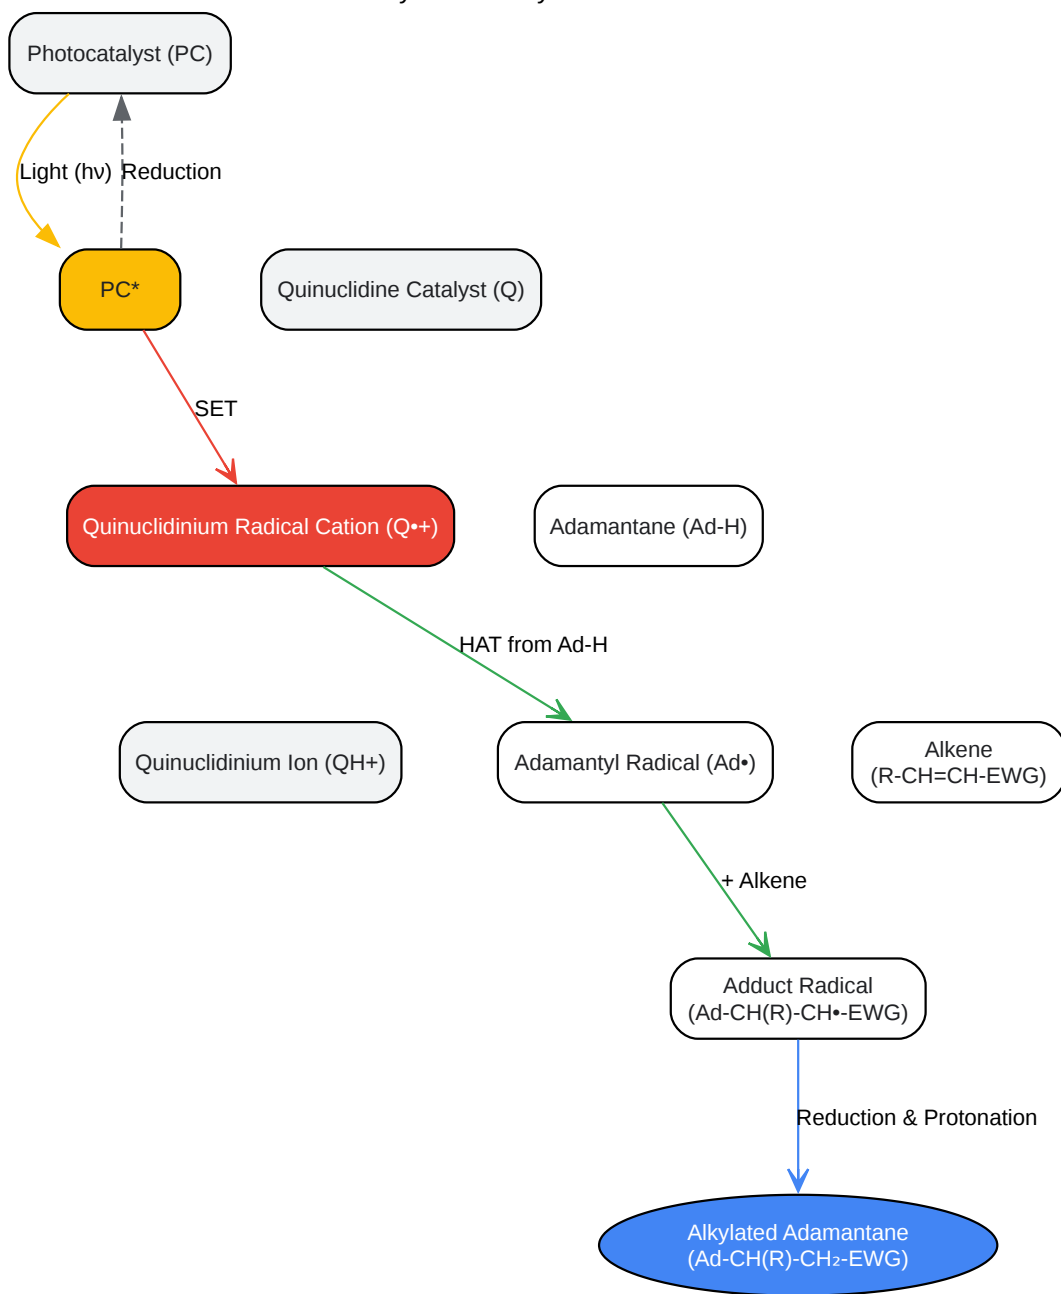 Photocatalyst (PC)
Light (hν)
Reduction
PC*
Quinuclidine Catalyst (Q)
SET
Quinuclidinium Radical Cation (Q•+)
Adamantane (Ad-H)
HAT from Ad-H
Quinuclidinium Ion (QH+)
Adamantyl Radical (Ad•)
Alkene
(R-CH=CH-EWG)
+ Alkene
Adduct Radical
(Ad-CH(R)-CH•-EWG)
Reduction & Protonation
Alkylated Adamantane
(Ad-CH(R)-CH₂-EWG)